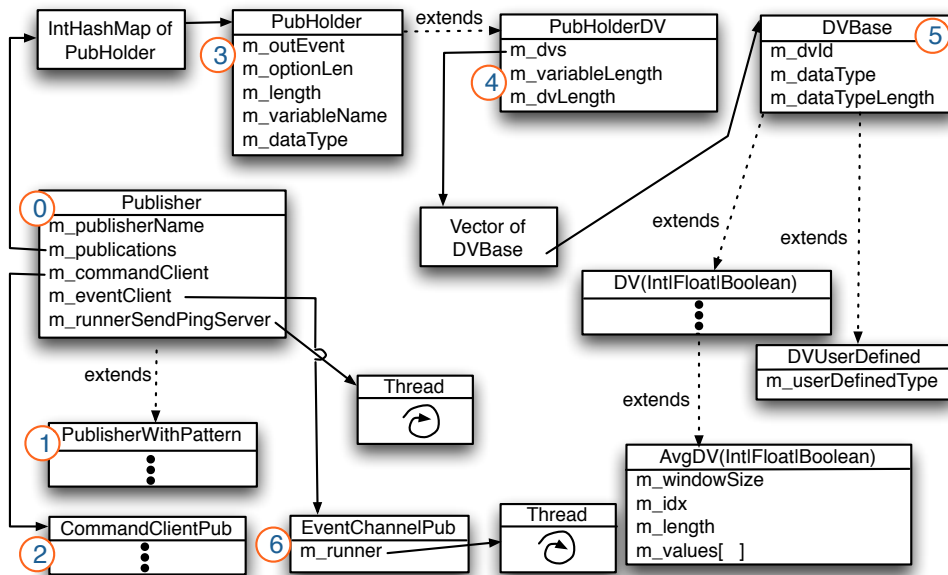 IntHashMap of
PubHolder
PubHolder
3
m_outEvent
m_optionLen
m_length
m_variableName
m_dataType
extends
PubHolderDV
4
m_dvs
m_variableLength
m_dvLength
DVBase
5
m_dvId
m_dataType
m_dataTypeLength
0
Publisher
m_publisherName
m_publications
m_commandClient
m_eventClient
m_runnerSendPingServer
Vector of
DVBase
extends
extends
DV(Int|Float|Boolean)
DVUserDefined
m_userDefinedType
extends
Thread
extends
1
PublisherWithPattern
AvgDV(Int|Float|Boolean)
m_windowSize
m_idx
m_length
m_values[ ]
CommandClientPub
2
EventChannelPub
6
m_runner
Thread